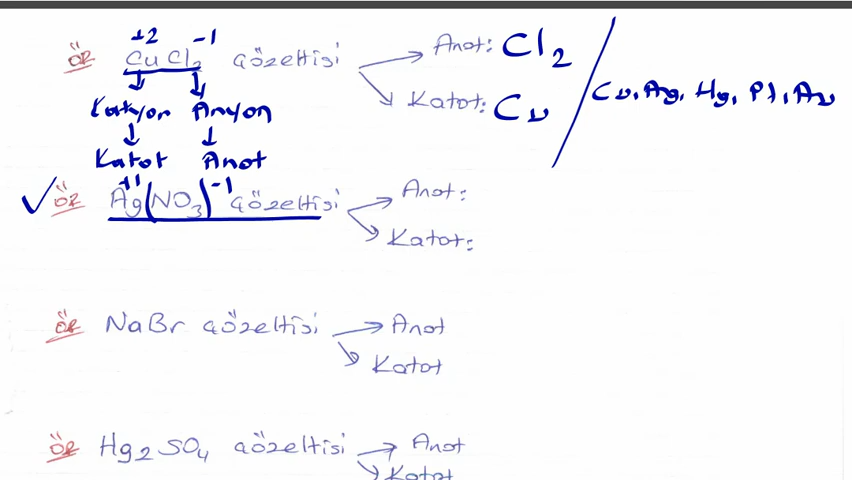 +2 -1
ÖR CuCl2 çözeltisi Anot: Cl2
Katot: Cu
Cu, Ag, Hg, Pt, Au
Katyon Anyon
Katot Anot
+1 -1
ÖR Ag(NO3) çözeltisi Anot:
Katot:
ÖR NaBr çözeltisi Anot
Katot
ÖR Hg2SO4 çözeltisi Anot
Katot